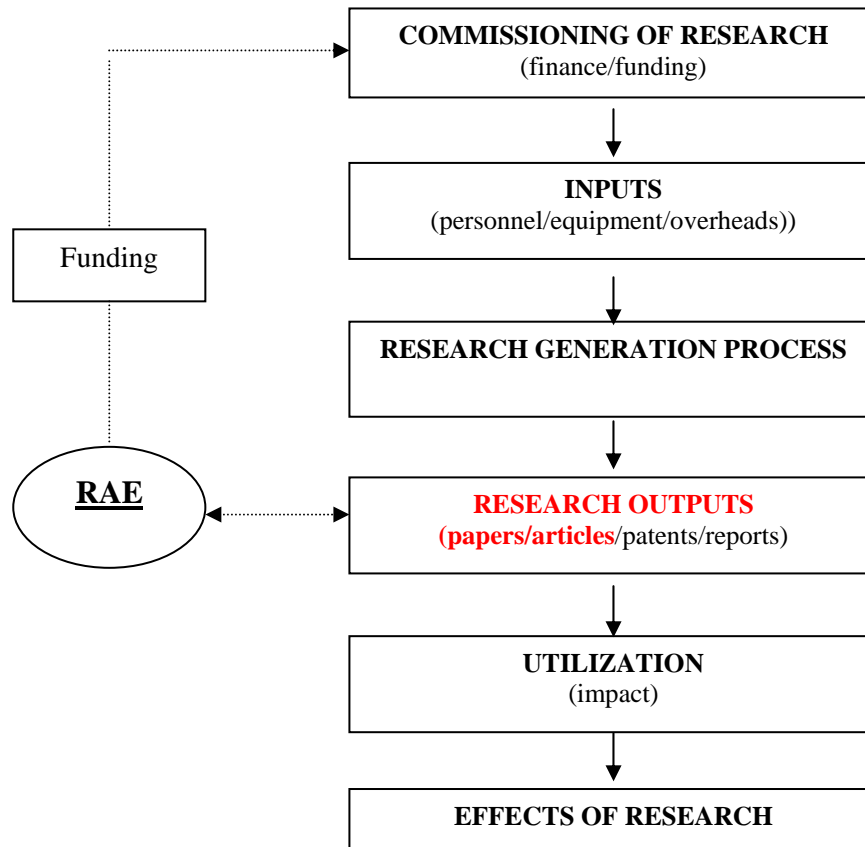 COMMISSIONING OF RESEARCH
(finance/funding)
INPUTS
(personnel/equipment/overheads))
Funding
RESEARCH GENERATION PROCESS
RAE
RESEARCH OUTPUTS
(papers/articles/patents/reports)
UTILIZATION
(impact)
EFFECTS OF RESEARCH